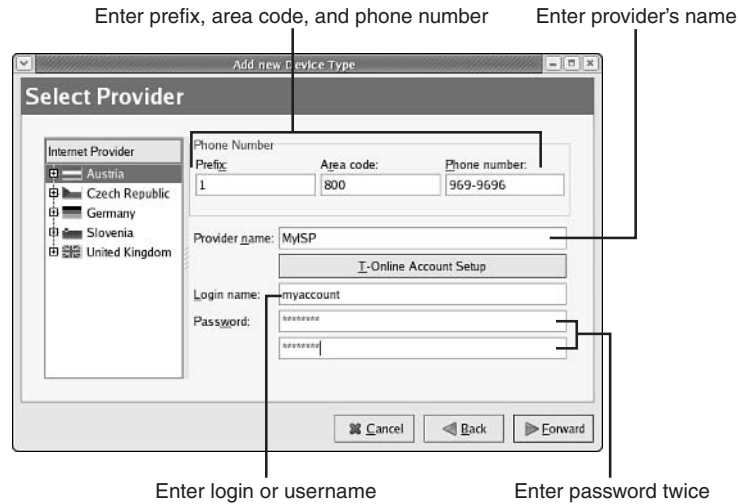 Enter prefix, area code, and phone number
Enter provider's name
Add new Device Type
Select Provider
Internet Provider
Austria
Czech Republic
Germany
Slovenia
United Kingdom
Phone Number
Prefix: Area code: Phone number:
1 800 969-9696
Provider name: MyISP
T-Online Account Setup
Login name: myaccount
Password: ********
********
Cancel Back Forward
Enter login or username
Enter password twice